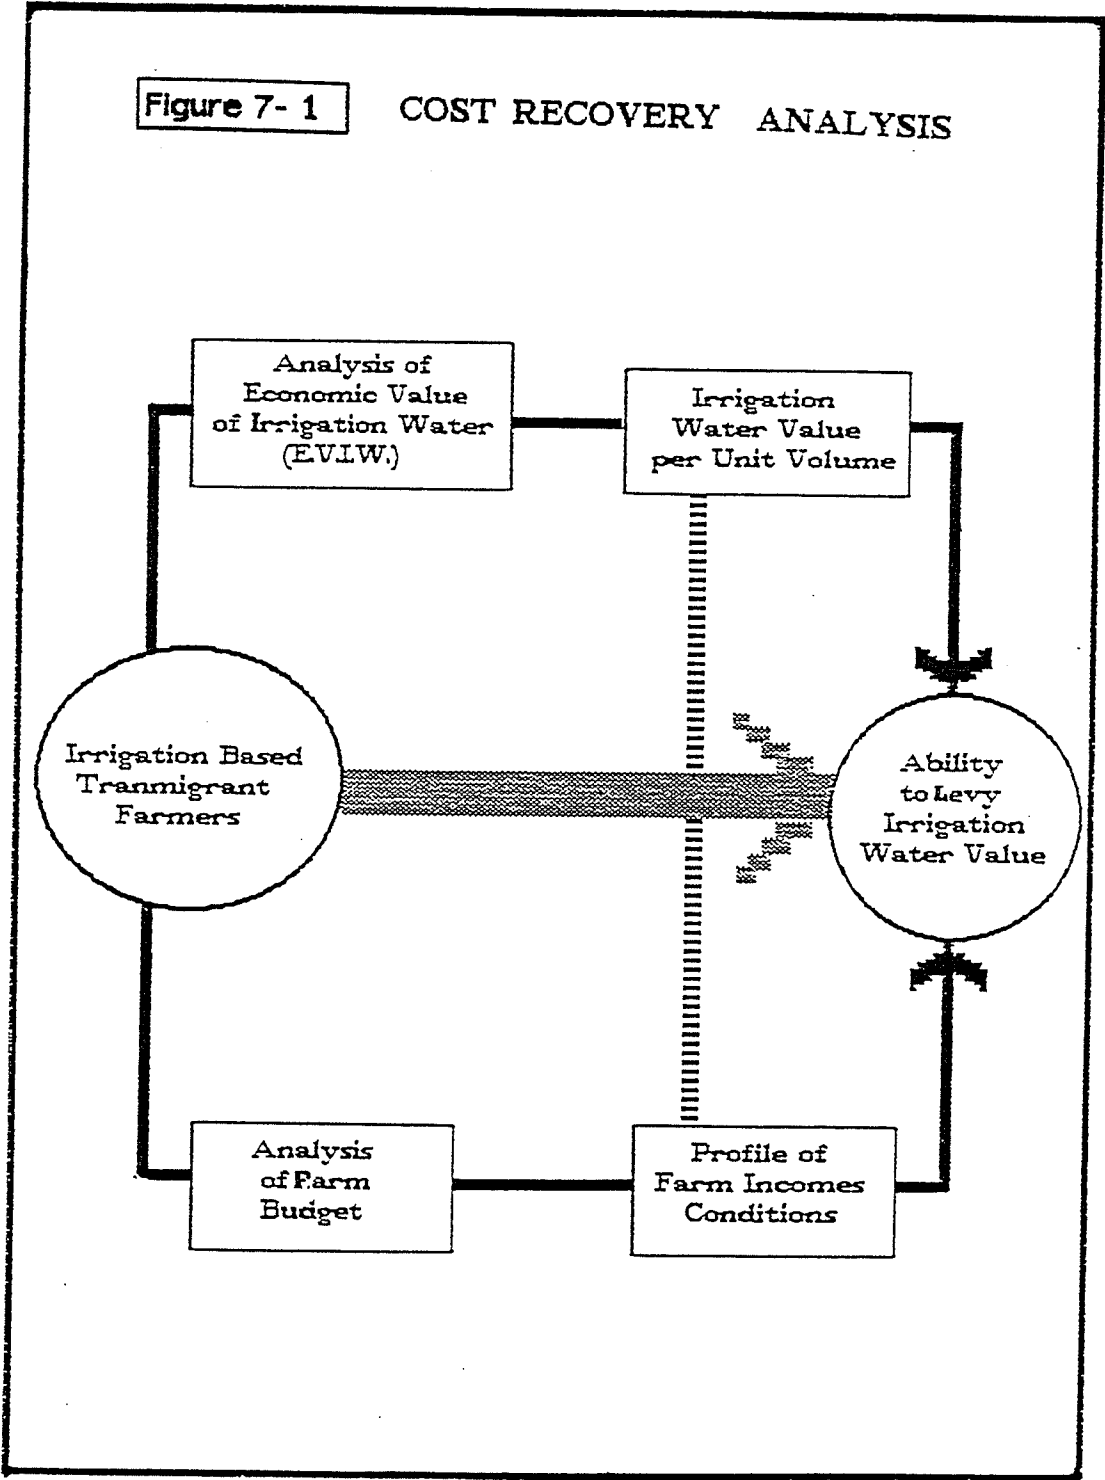 Figure 7- 1 COST RECOVERY ANALYSIS
Analysis of
Economic Value
of Irrigation Water
(E.V.I.W.)
Irrigation
Water Value
per Unit Volume
Irrigation Based
Tranmigrant
Farmers
Ability
to Levy
Irrigation
Water Value
Analysis
of Farm
Budget
Profile of
Farm Incomes
Conditions